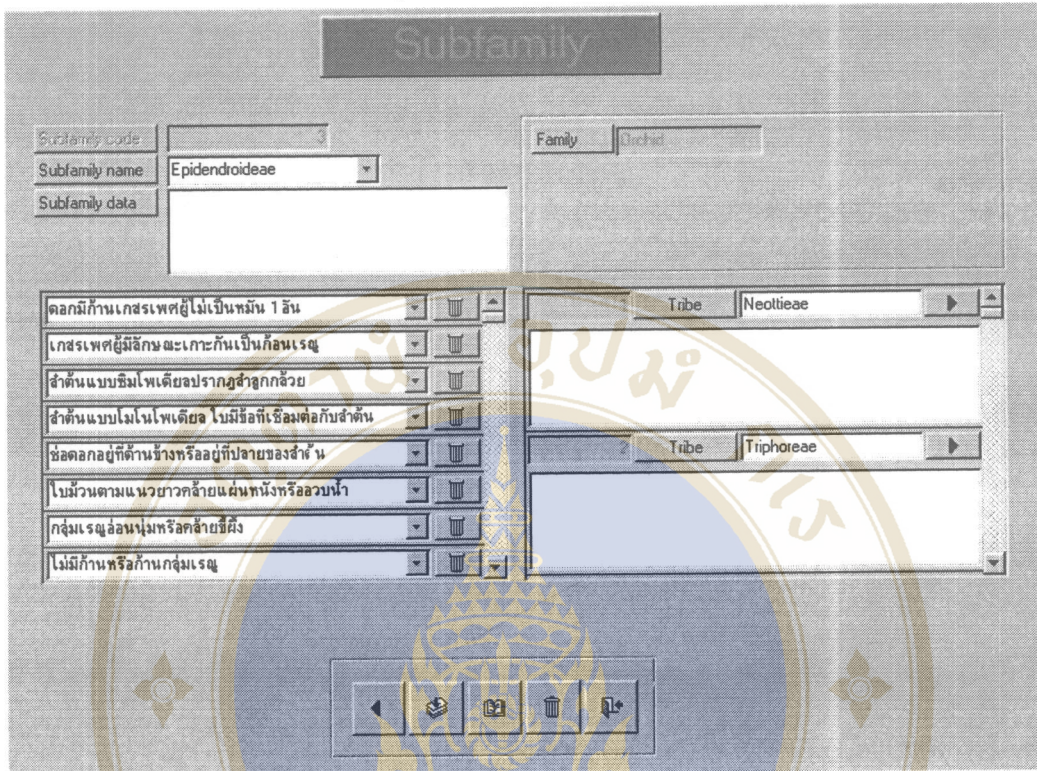 Subfamily
Subfamily code 3
Family Orchid
Subfamily name Epidendroideae
Subfamily data
ดอกมีก้านเกสรเพศผู้ไม่เป็นหมัน 1 อัน
เกสรเพศผู้มีลักษณะเกาะกันเป็นก้อนเรณู
ลำต้นแบบซิมโพเดียลปรากฏลำลูกกล้วย
ลำต้นแบบโมโนโพเดียล ใบมีข้อที่เชื่อมต่อกับลำต้น
ช่อดอกอยู่ที่ด้านข้างหรืออยู่ที่ปลายของลำต้น
ใบม้วนตามแนวยาวคล้ายแผ่นหนังหรืออวบน้ำ
กลุ่มเรณูอ่อนนุ่มหรือคล้ายขี้ผึ้ง
ไม่มีก้านหรือก้านกลุ่มเรณู
1 Tribe Neottieae
2 Tribe Triphoreae